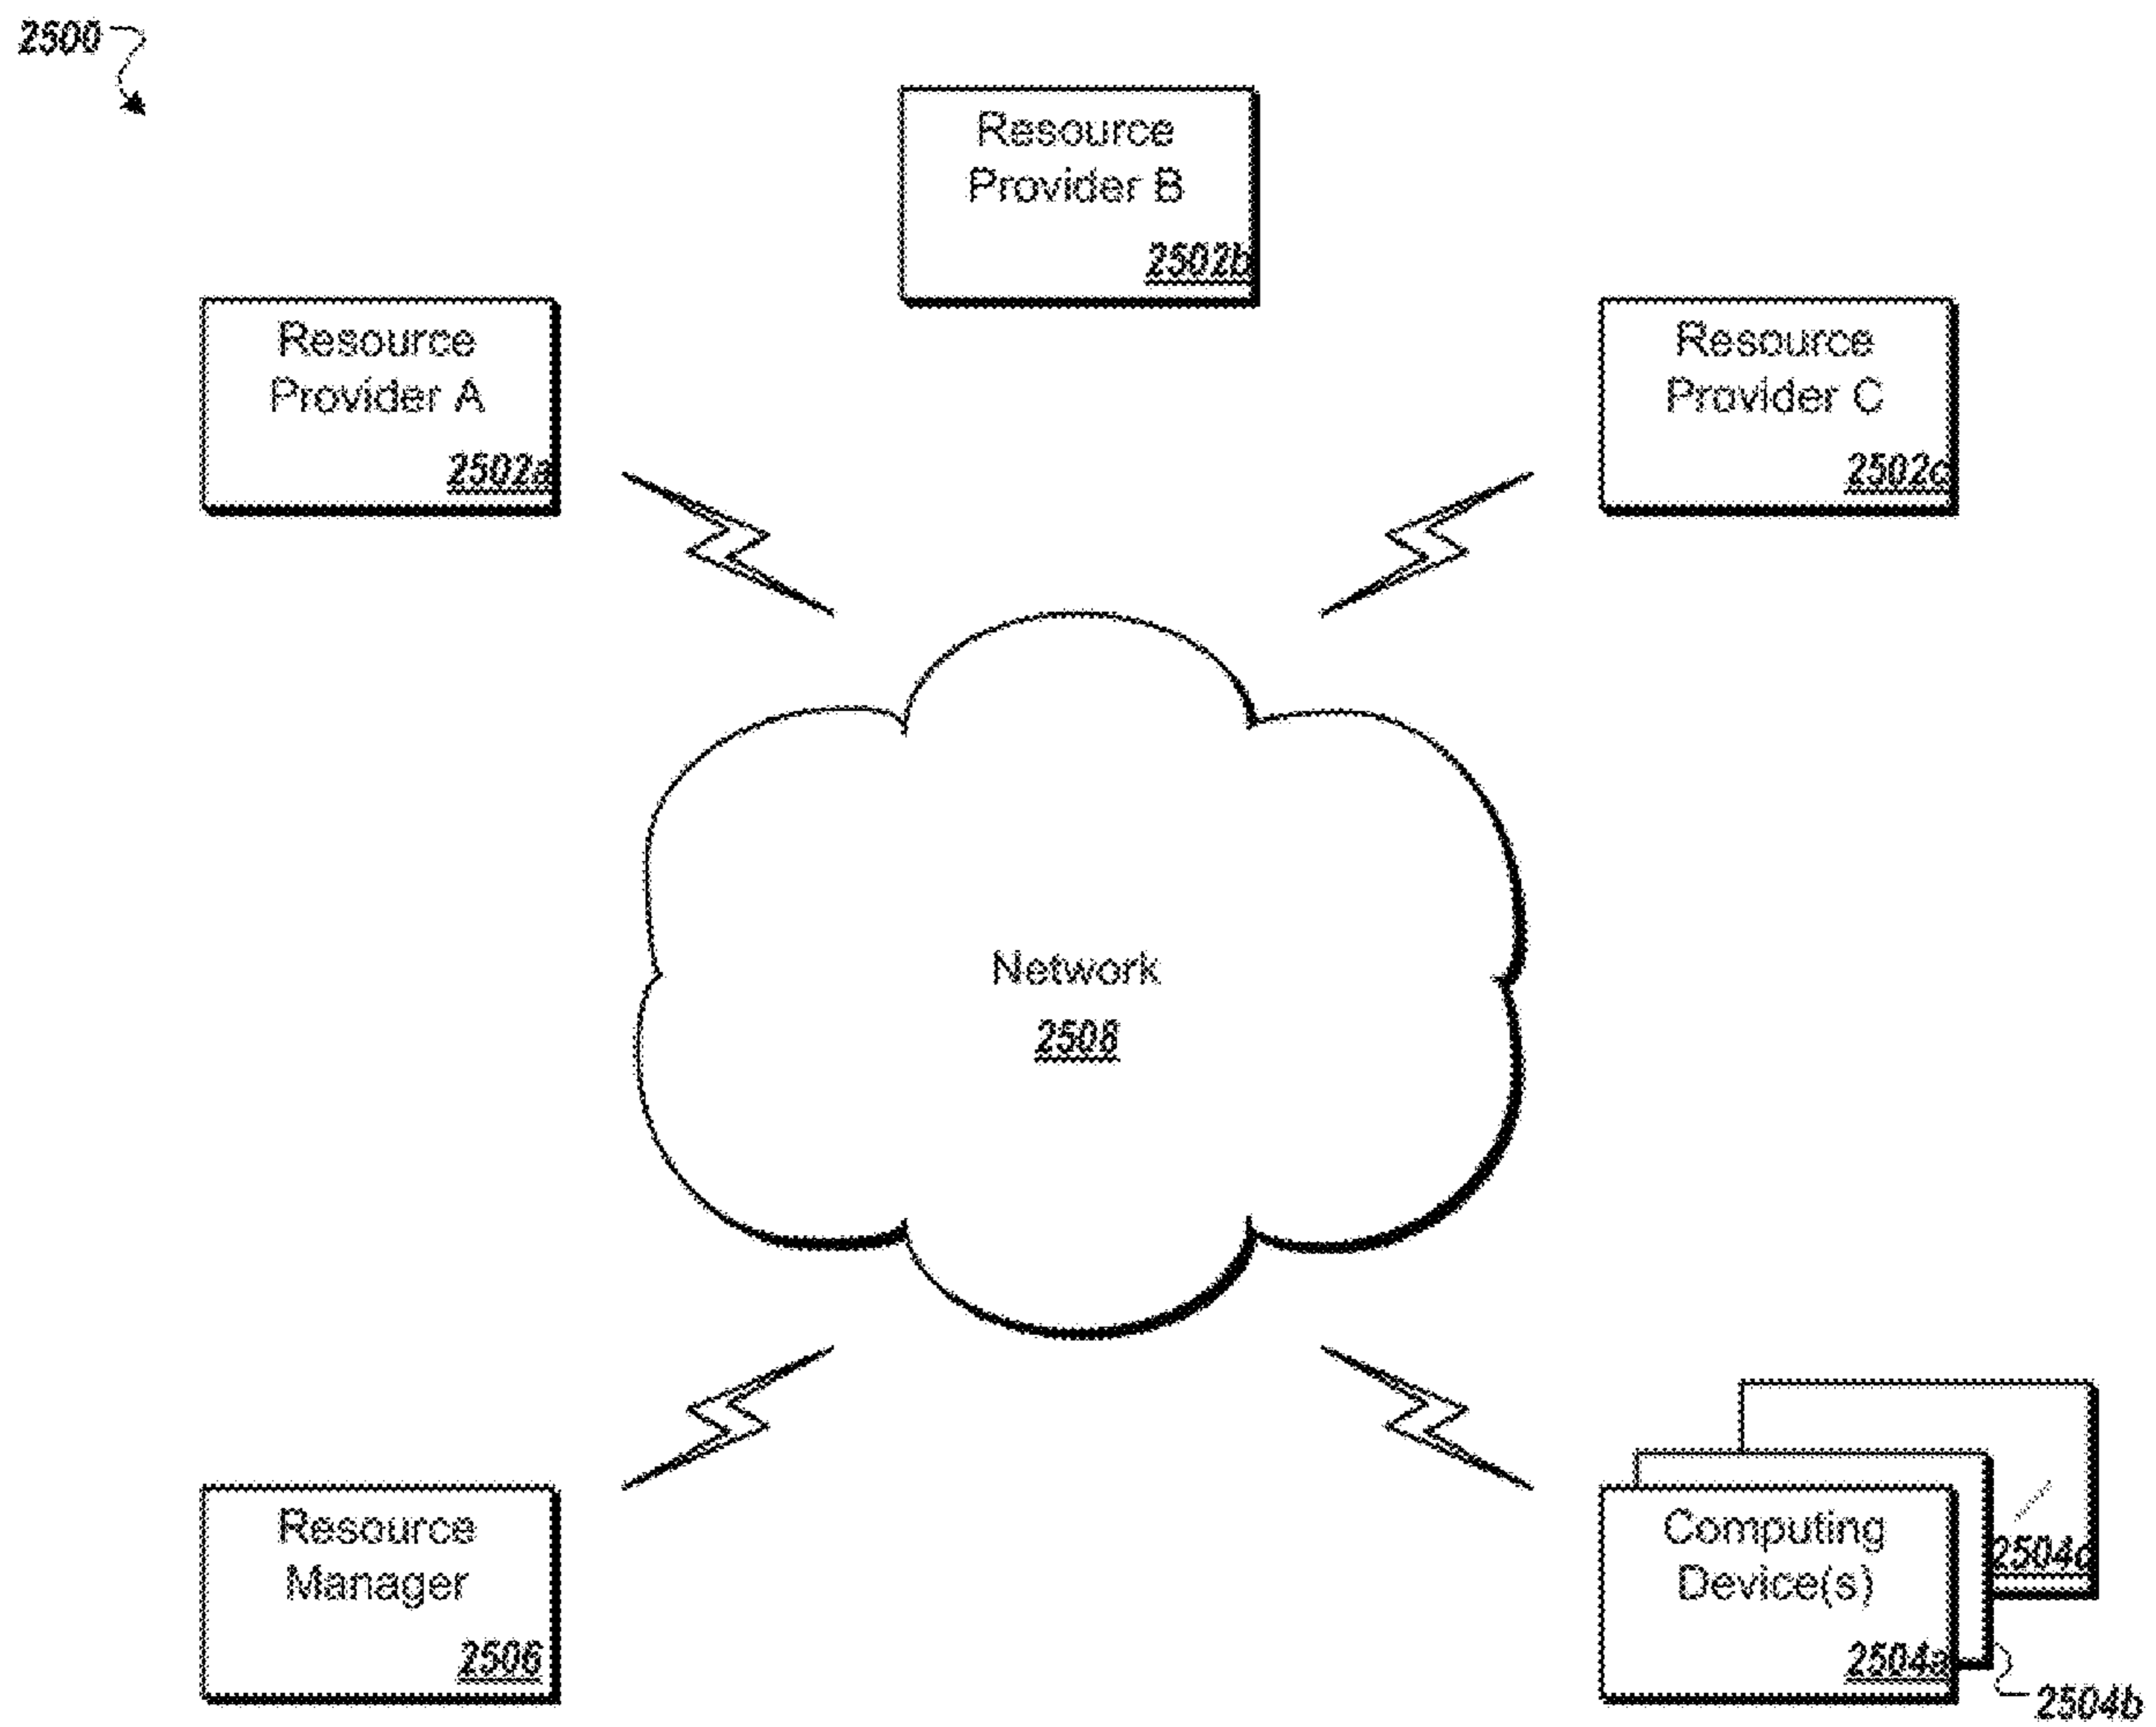 2500
Resource
Provider B
2502b
Resource
Provider A
2502a
Resource
Provider C
2502c
Network
2508
Resource
Manager
2506
Computing
Device(s)
2504a
2504c
2504b